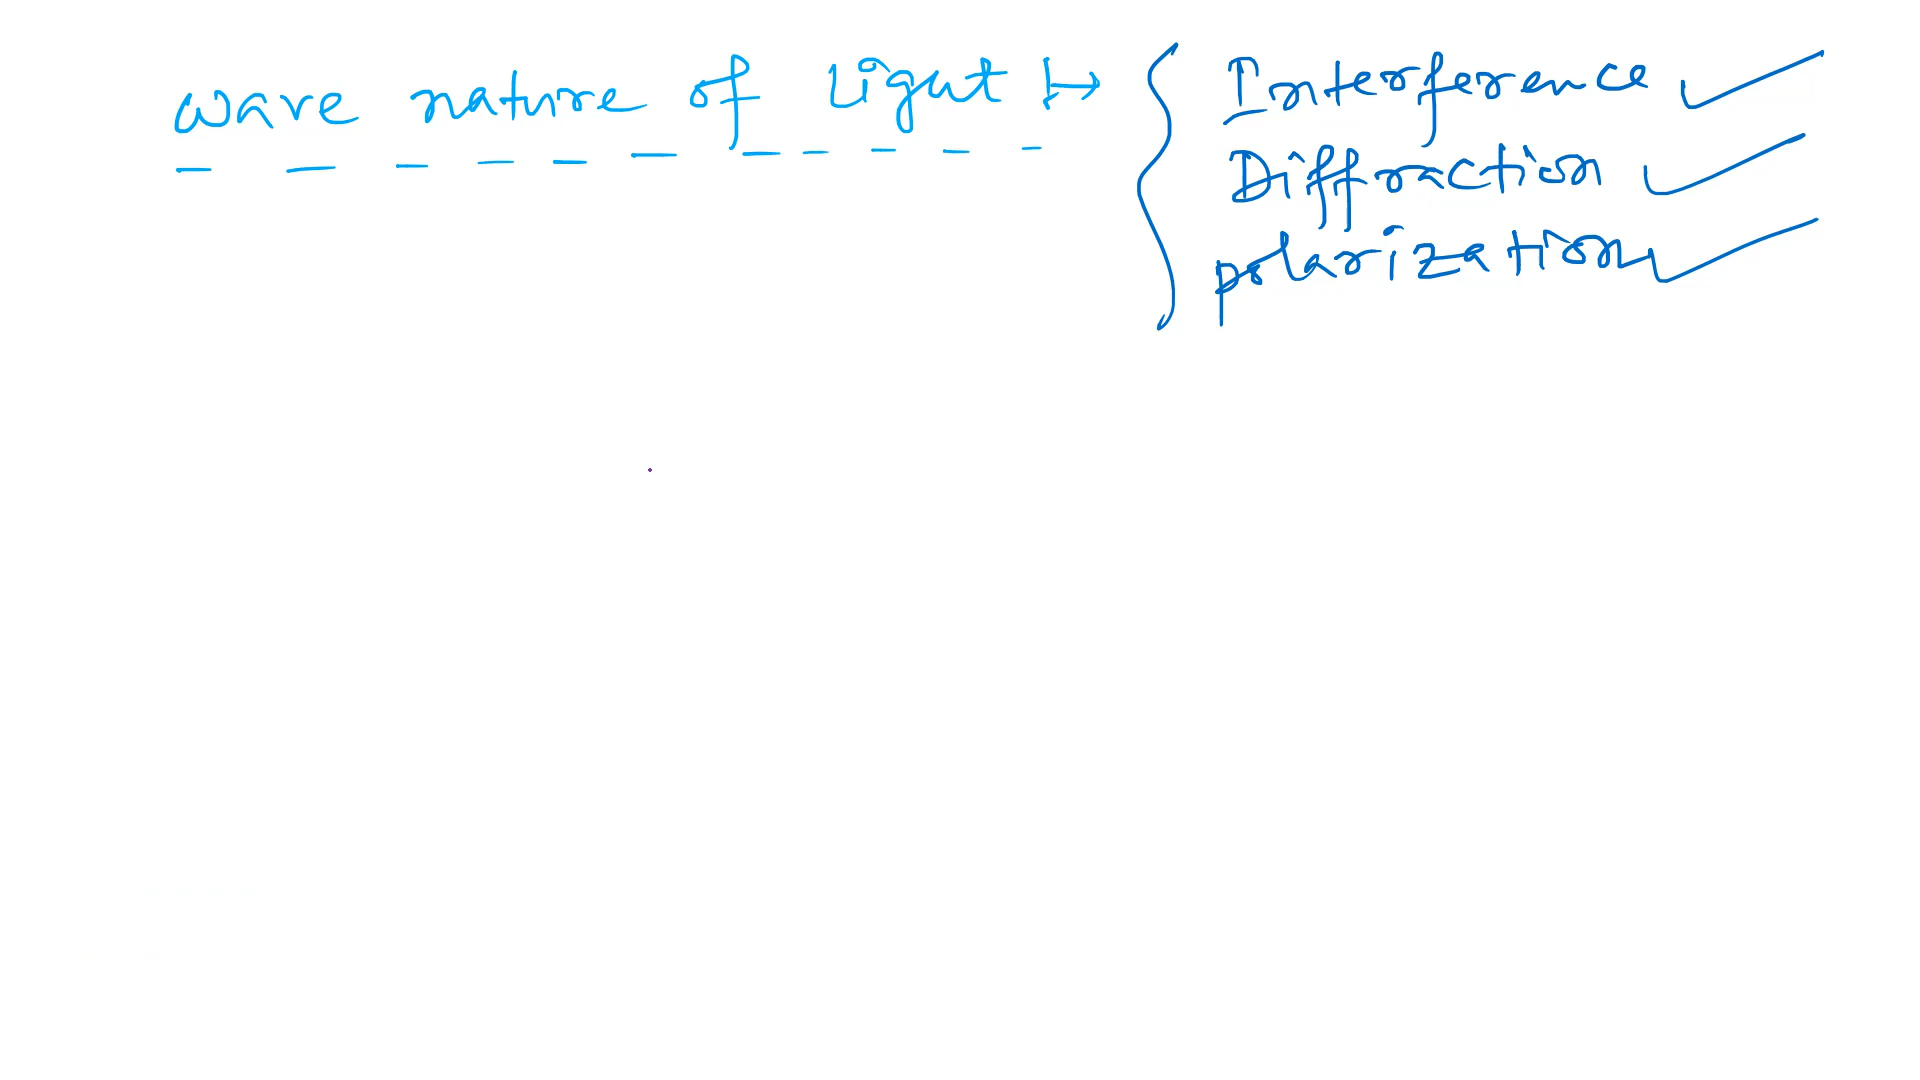 wave nature of Light ↦
Interference ✓
Diffraction ✓
polarization ✓